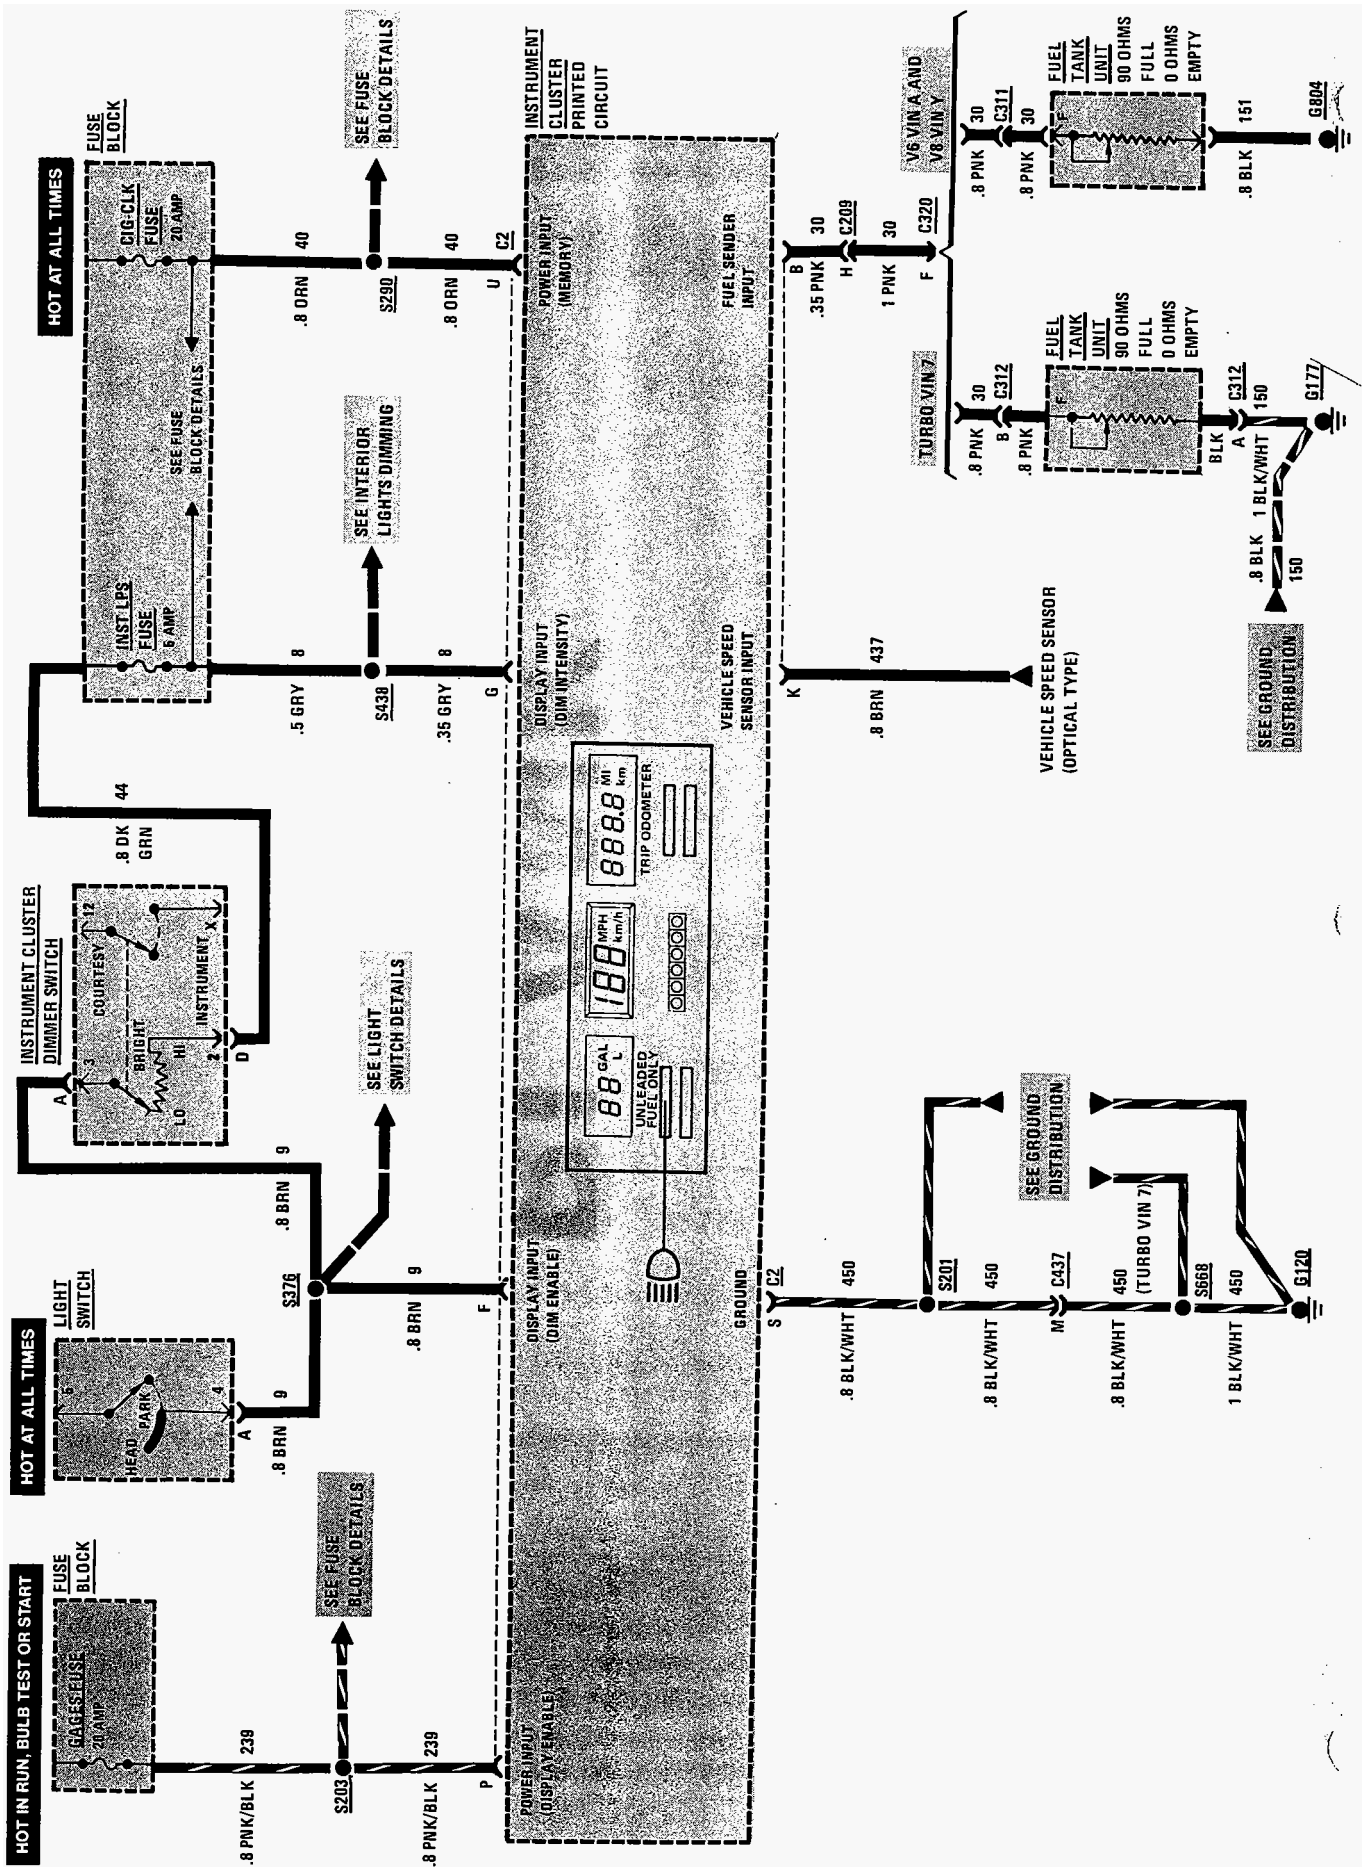 HOT IN RUN, BULB TEST OR START
FUSE
BLOCK
GAGES FUSE
20 AMP
.8 PNK/BLK
239
S203
SEE FUSE
BLOCK DETAILS
.8 PNK/BLK
239
P
HOT AT ALL TIMES
LIGHT
SWITCH
5
HEAD
PARK
4
A
.8 BRN
9
S376
.8 BRN
9
SEE LIGHT
SWITCH DETAILS
.8 BRN
9
F
INSTRUMENT CLUSTER
DIMMER SWITCH
A
3
COURTESY
12
BRIGHT
LO
HI
INSTRUMENT
2
X
D
.8 DK
GRN
44
HOT AT ALL TIMES
FUSE
BLOCK
INST LPS
FUSE
5 AMP
SEE FUSE
BLOCK DETAILS
CIG-CLK
FUSE
20 AMP
.5 GRY
8
S438
SEE INTERIOR
LIGHTS DIMMING
.35 GRY
8
G
.8 ORN
40
S290
SEE FUSE
BLOCK DETAILS
.8 ORN
40
U
C2
INSTRUMENT
CLUSTER
PRINTED
CIRCUIT
POWER INPUT
(DISPLAY ENABLE)
DISPLAY INPUT
(DIM ENABLE)
DISPLAY INPUT
(DIM INTENSITY)
POWER INPUT
(MEMORY)
88
GAL
L
UNLEADED
FUEL ONLY
188
MPH
km/h
888.8
MI
km
TRIP ODOMETER
GROUND
VEHICLE SPEED
SENSOR INPUT
FUEL SENDER
INPUT
S
C2
.8 BLK/WHT
450
S201
.8 BLK/WHT
450
M
C437
.8 BLK/WHT
450
(TURBO VIN 7)
S668
1 BLK/WHT
450
G120
SEE GROUND
DISTRIBUTION
K
.8 BRN
437
VEHICLE SPEED SENSOR
(OPTICAL TYPE)
B
.35 PNK
30
H
C209
1 PNK
30
F
C320
TURBO VIN 7
.8 PNK
30
B
C312
.8 PNK
F
FUEL
TANK
UNIT
90 OHMS
FULL
0 OHMS
EMPTY
BLK
A
C312
1 BLK/WHT
150
G177
.8 BLK
150
SEE GROUND
DISTRIBUTION
V6 VIN A AND
V8 VIN Y
.8 PNK
30
C311
.8 PNK
30
F
FUEL
TANK
UNIT
90 OHMS
FULL
0 OHMS
EMPTY
.8 BLK
151
G804